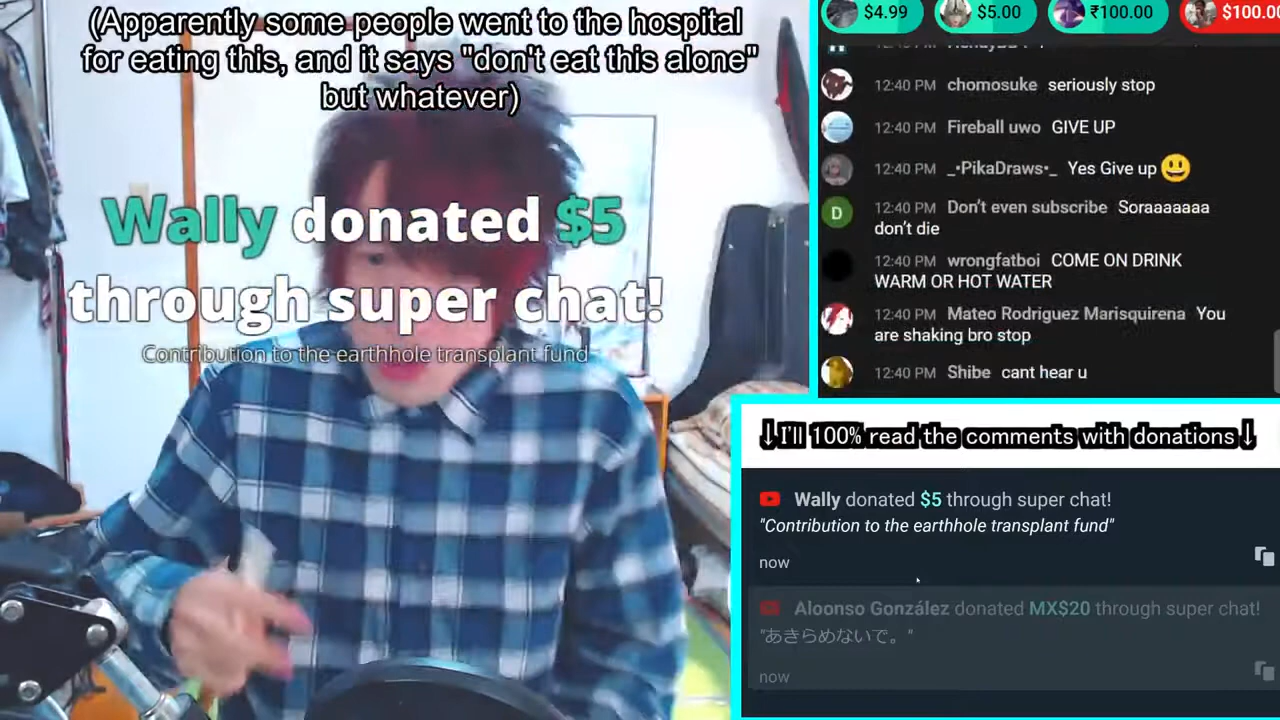 (Apparently some people went to the hospital
for eating this, and it says "don't eat this alone"
but whatever)
Wally donated $5
through super chat!
Contribution to the earthhole transplant fund
$4.99
$5.00
₹100.00
12:40 PM chomosuke seriously stop
12:40 PM Fireball uwo GIVE UP
12:40 PM _•PikaDraws•_ Yes Give up 😃
D
12:40 PM Don't even subscribe Soraaaaaaa
don't die
12:40 PM wrongfatboi COME ON DRINK
WARM OR HOT WATER
12:40 PM Mateo Rodriguez Marisquirena You
are shaking bro stop
12:40 PM Shibe cant hear u
↓I'll 100% read the comments with donations↓
Wally donated $5 through super chat!
"Contribution to the earthhole transplant fund"
now
Aloonso González donated MX$20 through super chat!
"あきらめないで。"
now